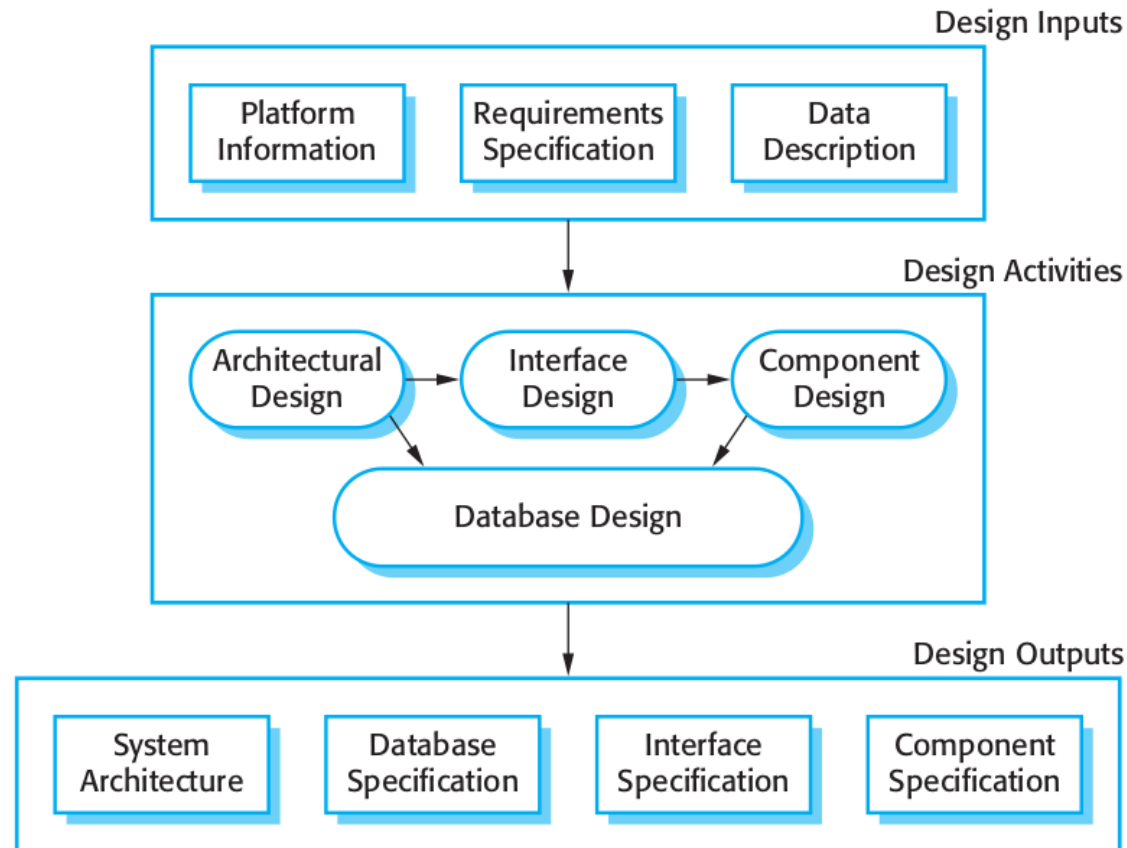 Design Inputs
Platform
Information
Requirements
Specification
Data
Description
Design Activities
Architectural
Design
Interface
Design
Component
Design
Database Design
Design Outputs
System
Architecture
Database
Specification
Interface
Specification
Component
Specification